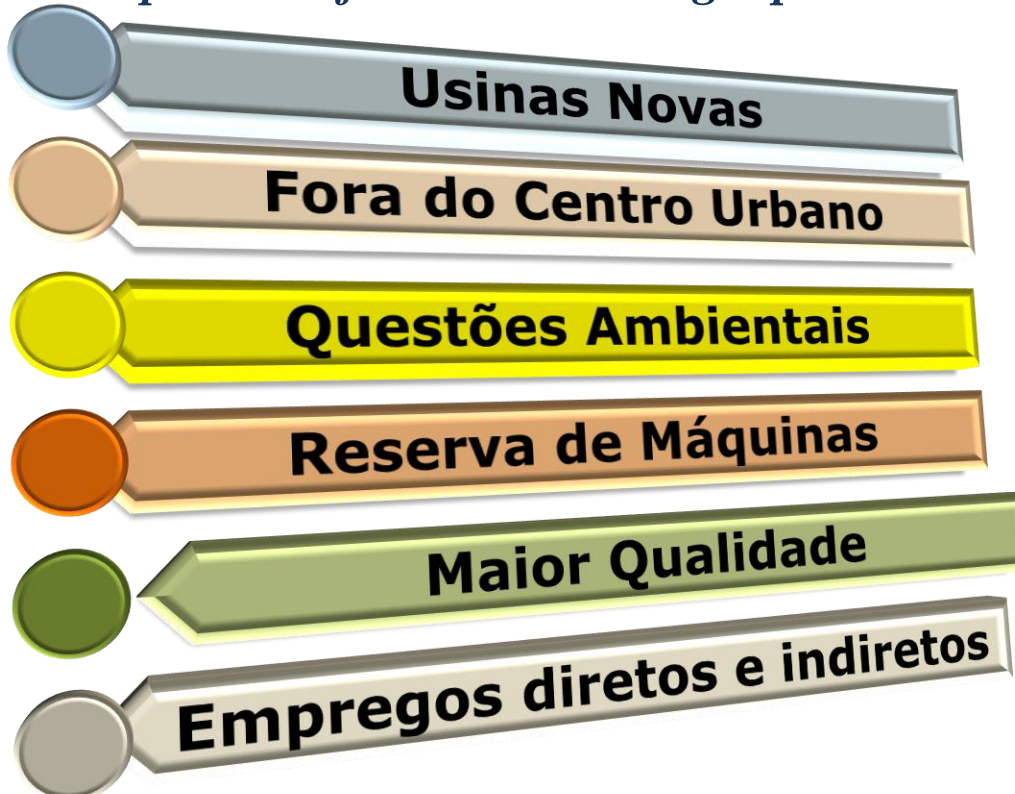 Usinas Novas
Fora do Centro Urbano
Questões Ambientais
Reserva de Máquinas
Maior Qualidade
Empregos diretos e indiretos